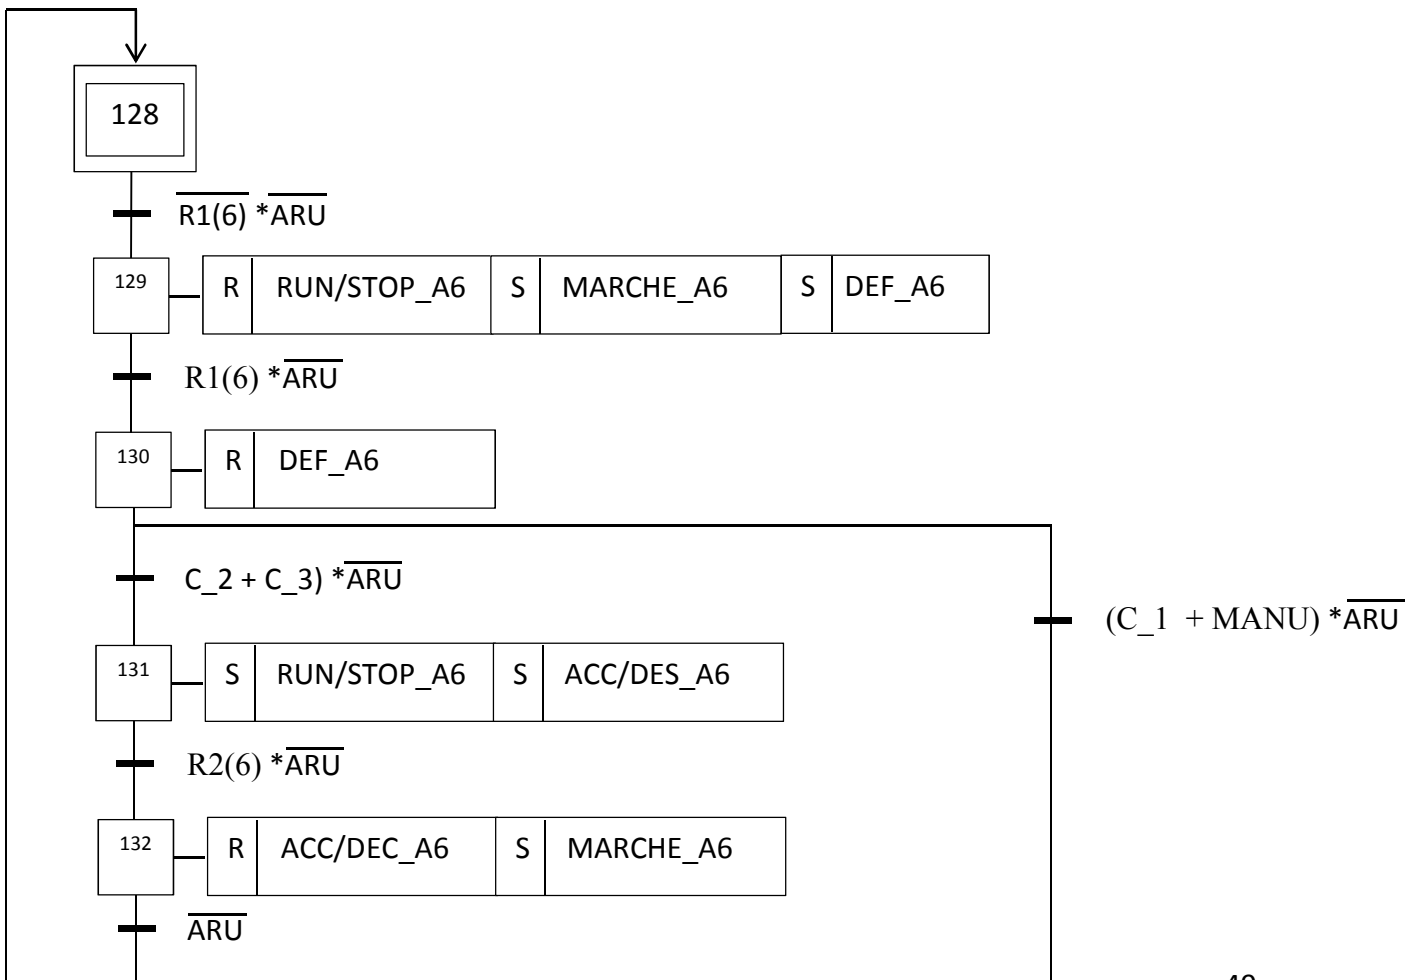 128
R1(6) *ARU
129 R RUN/STOP_A6 S MARCHE_A6 S DEF_A6
R1(6) *ARU
130 R DEF_A6
C_2 + C_3) *ARU
(C_1 + MANU) *ARU
131 S RUN/STOP_A6 S ACC/DES_A6
R2(6) *ARU
132 R ACC/DEC_A6 S MARCHE_A6
ARU